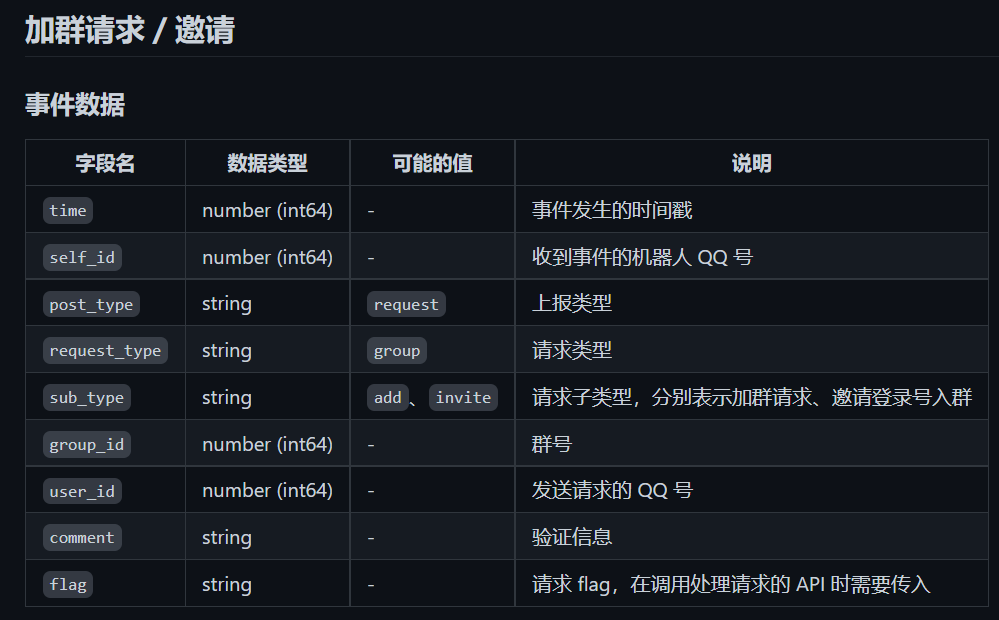 加群请求 / 邀请
事件数据
字段名 数据类型 可能的值 说明
time number (int64) - 事件发生的时间戳
self_id number (int64) - 收到事件的机器人 QQ 号
post_type string request 上报类型
request_type string group 请求类型
sub_type string add、invite 请求子类型，分别表示加群请求、邀请登录号入群
group_id number (int64) - 群号
user_id number (int64) - 发送请求的 QQ 号
comment string - 验证信息
flag string - 请求 flag，在调用处理请求的 API 时需要传入